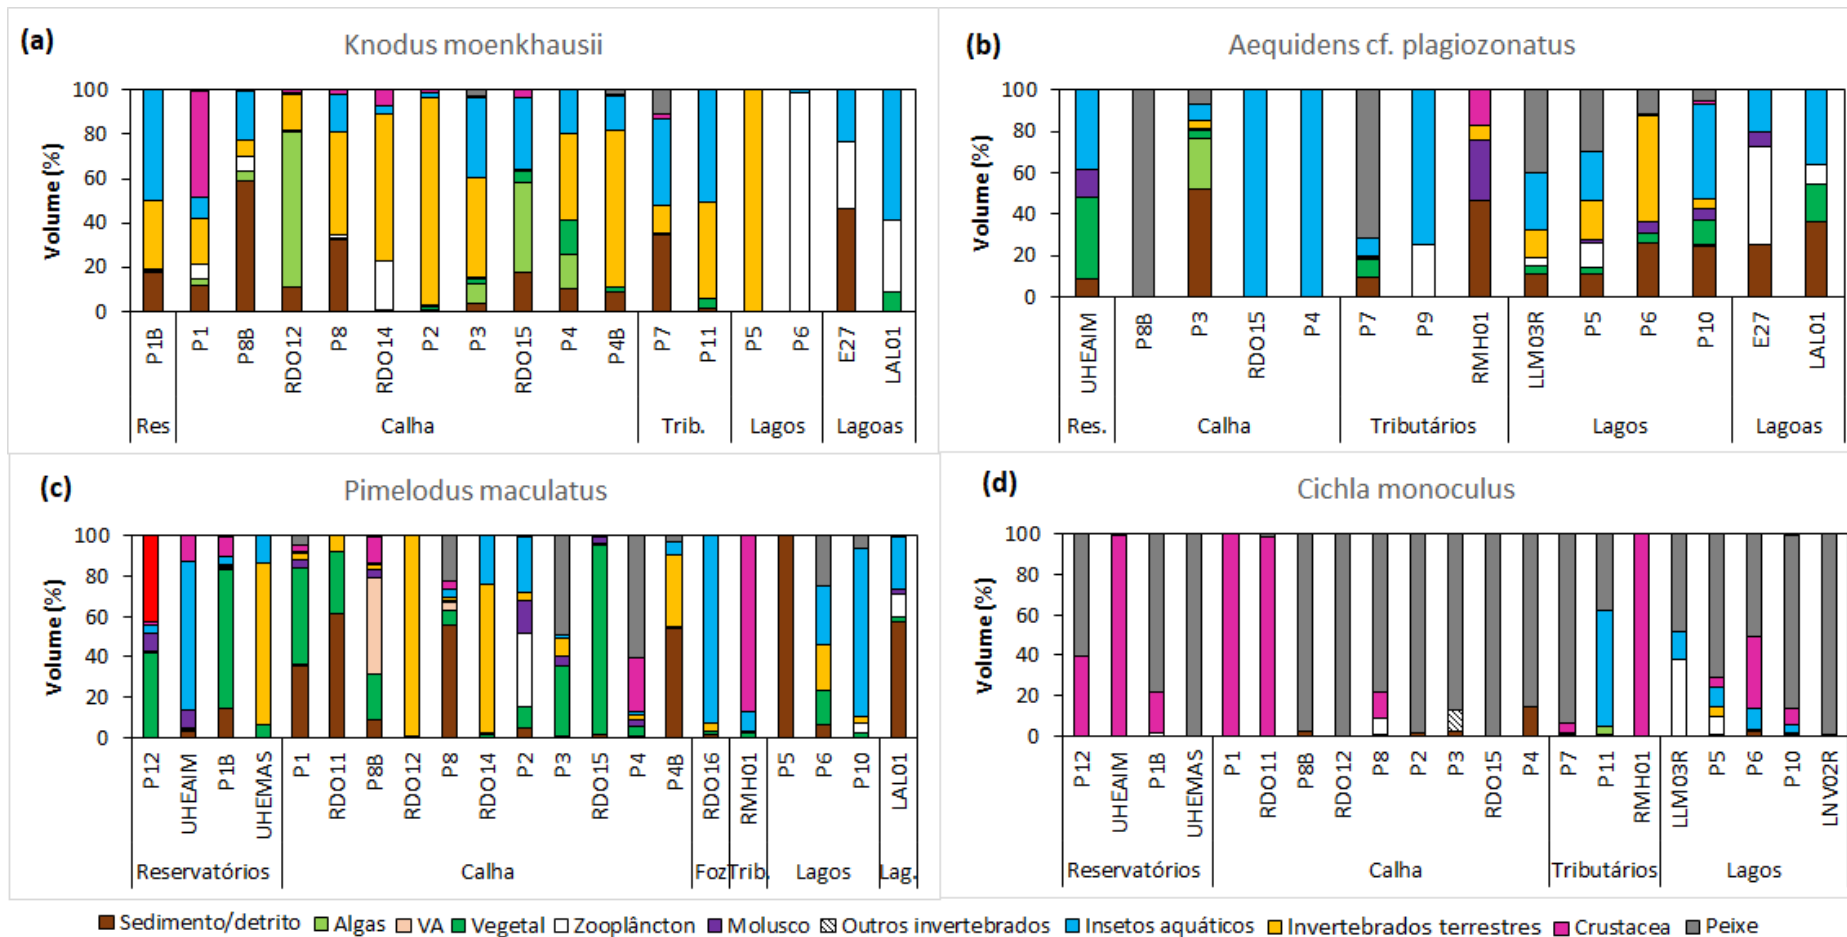 (a)
Knodus moenkhausii
Volume (%)
100
80
60
40
20
0
P1B
P1
P8B
RDO12
P8
RDO14
P2
P3
RDO15
P4
P4B
P7
P11
P5
P6
E27
LAL01
Res
Calha
Trib.
Lagos
Lagoas
(b)
Aequidens cf. plagiozonatus
Volume (%)
100
80
60
40
20
0
UHEAIM
P8B
P3
RDO15
P4
P7
P9
RMH01
LLM03R
P5
P6
P10
E27
LAL01
Res.
Calha
Tributários
Lagos
Lagoas
(c)
Pimelodus maculatus
Volume (%)
100
80
60
40
20
0
P12
UHEAIM
P1B
UHEMAS
P1
RDO11
P8B
RDO12
P8
RDO14
P2
P3
RDO15
P4
P4B
RDO16
RMH01
P5
P6
P10
LAL01
Reservatórios
Calha
Foz
Trib.
Lagos
Lag.
(d)
Cichla monoculus
Volume (%)
100
80
60
40
20
0
P12
UHEAIM
P1B
UHEMAS
P1
RDO11
P8B
RDO12
P8
P2
P3
RDO15
P4
P7
P11
RMH01
LLM03R
P5
P6
P10
LNV02R
Reservatórios
Calha
Tributários
Lagos
Sedimento/detrito Algas VA Vegetal Zooplâncton Molusco Outros invertebrados Insetos aquáticos Invertebrados terrestres Crustacea Peixe